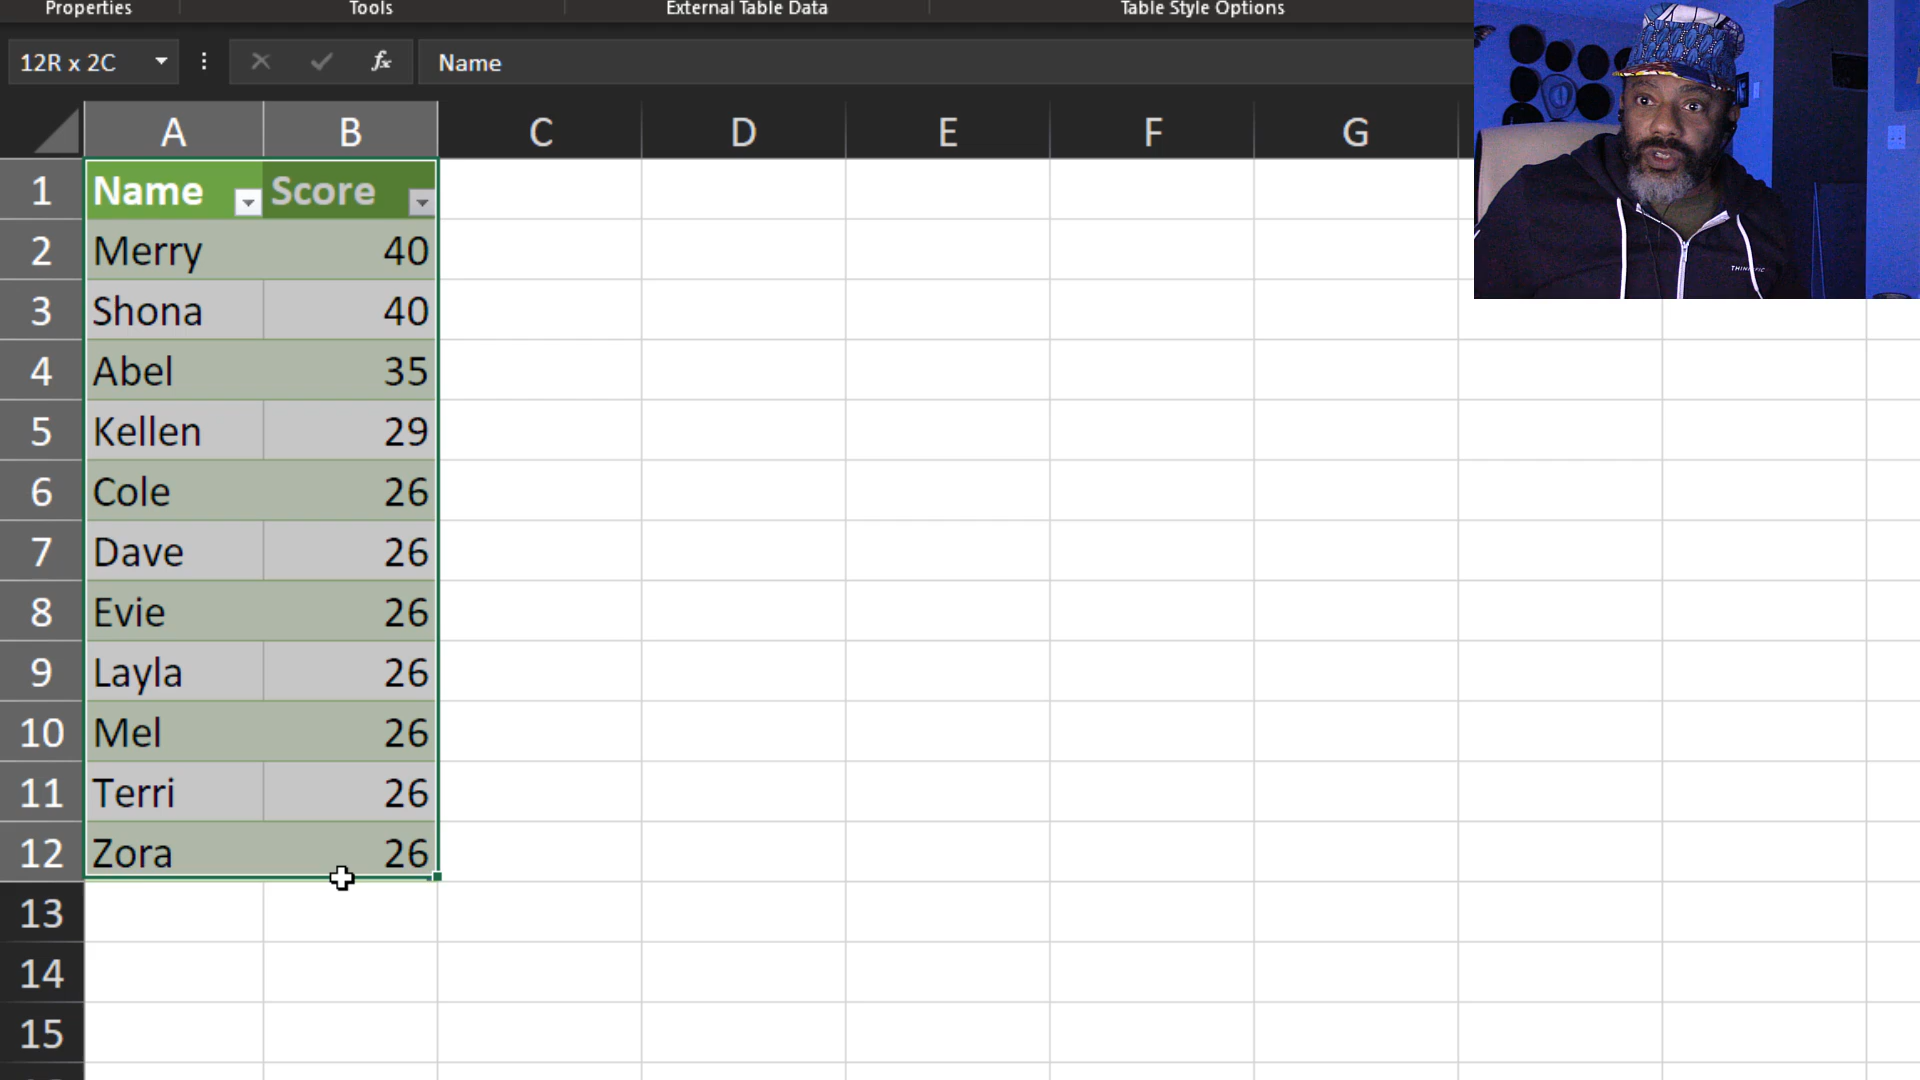 Properties Tools External Table Data Table Style Options
12R x 2C fx Name
A B C D E F G
1 Name Score
2 Merry 40
3 Shona 40
4 Abel 35
5 Kellen 29
6 Cole 26
7 Dave 26
8 Evie 26
9 Layla 26
10 Mel 26
11 Terri 26
12 Zora 26
13
14
15